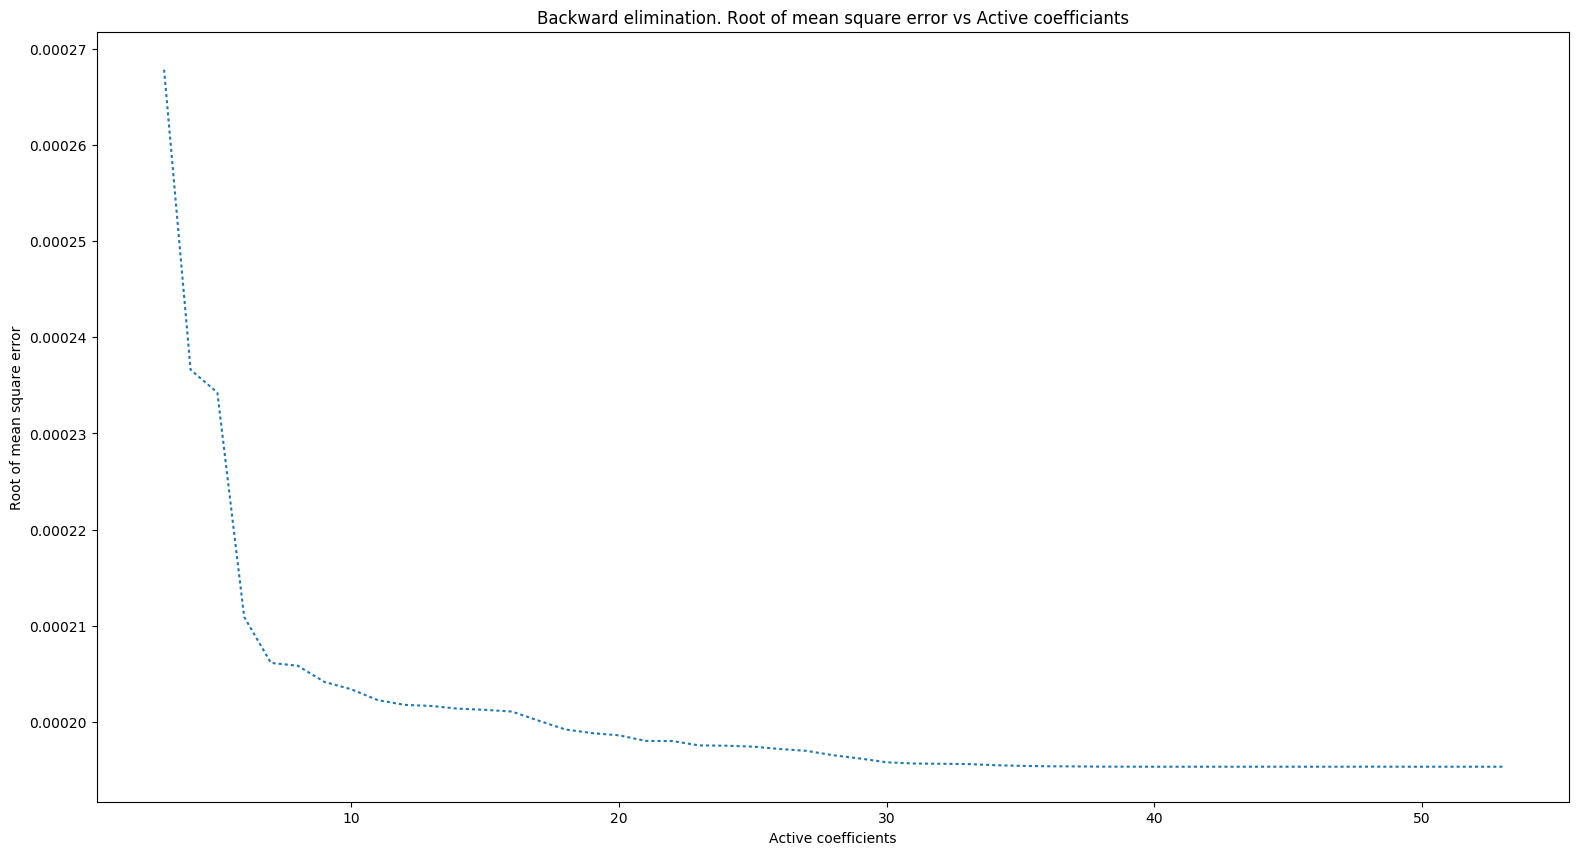 Backward elimination. Root of mean square error vs Active coefficiants
0.00027
0.00026
0.00025
0.00024
0.00023
0.00022
0.00021
0.00020
Root of mean square error
10 20 30 40 50
Active coefficients